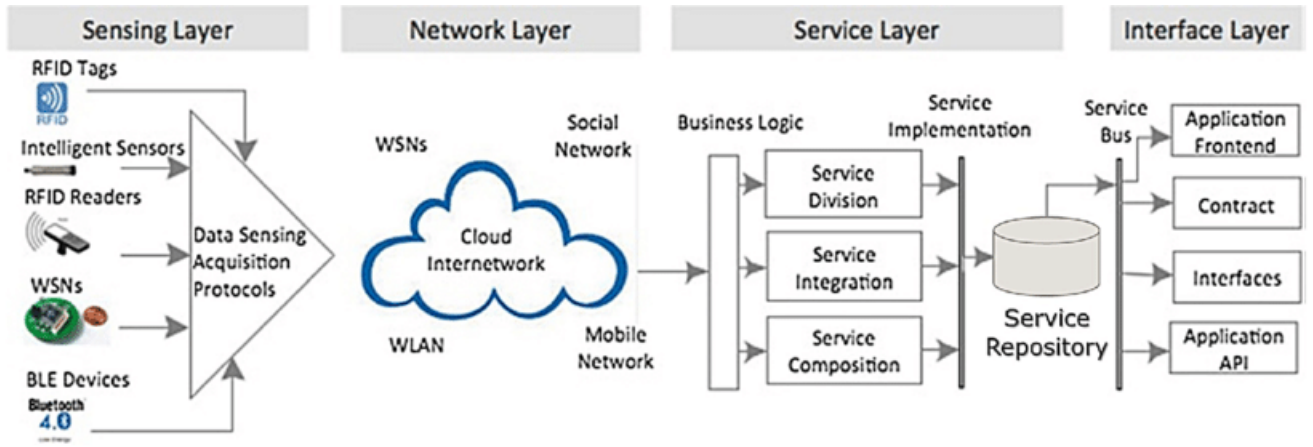 Sensing Layer
Network Layer
Service Layer
Interface Layer
RFID Tags
RFID
Intelligent Sensors
RFID Readers
WSNs
BLE Devices
Bluetooth
4.0
Low Energy
Data Sensing
Acquisition
Protocols
WSNs
Social
Network
Cloud
Internetwork
WLAN
Mobile
Network
Business Logic
Service
Division
Service
Integration
Service
Composition
Service
Implementation
Service
Repository
Service
Bus
Application
Frontend
Contract
Interfaces
Application
API